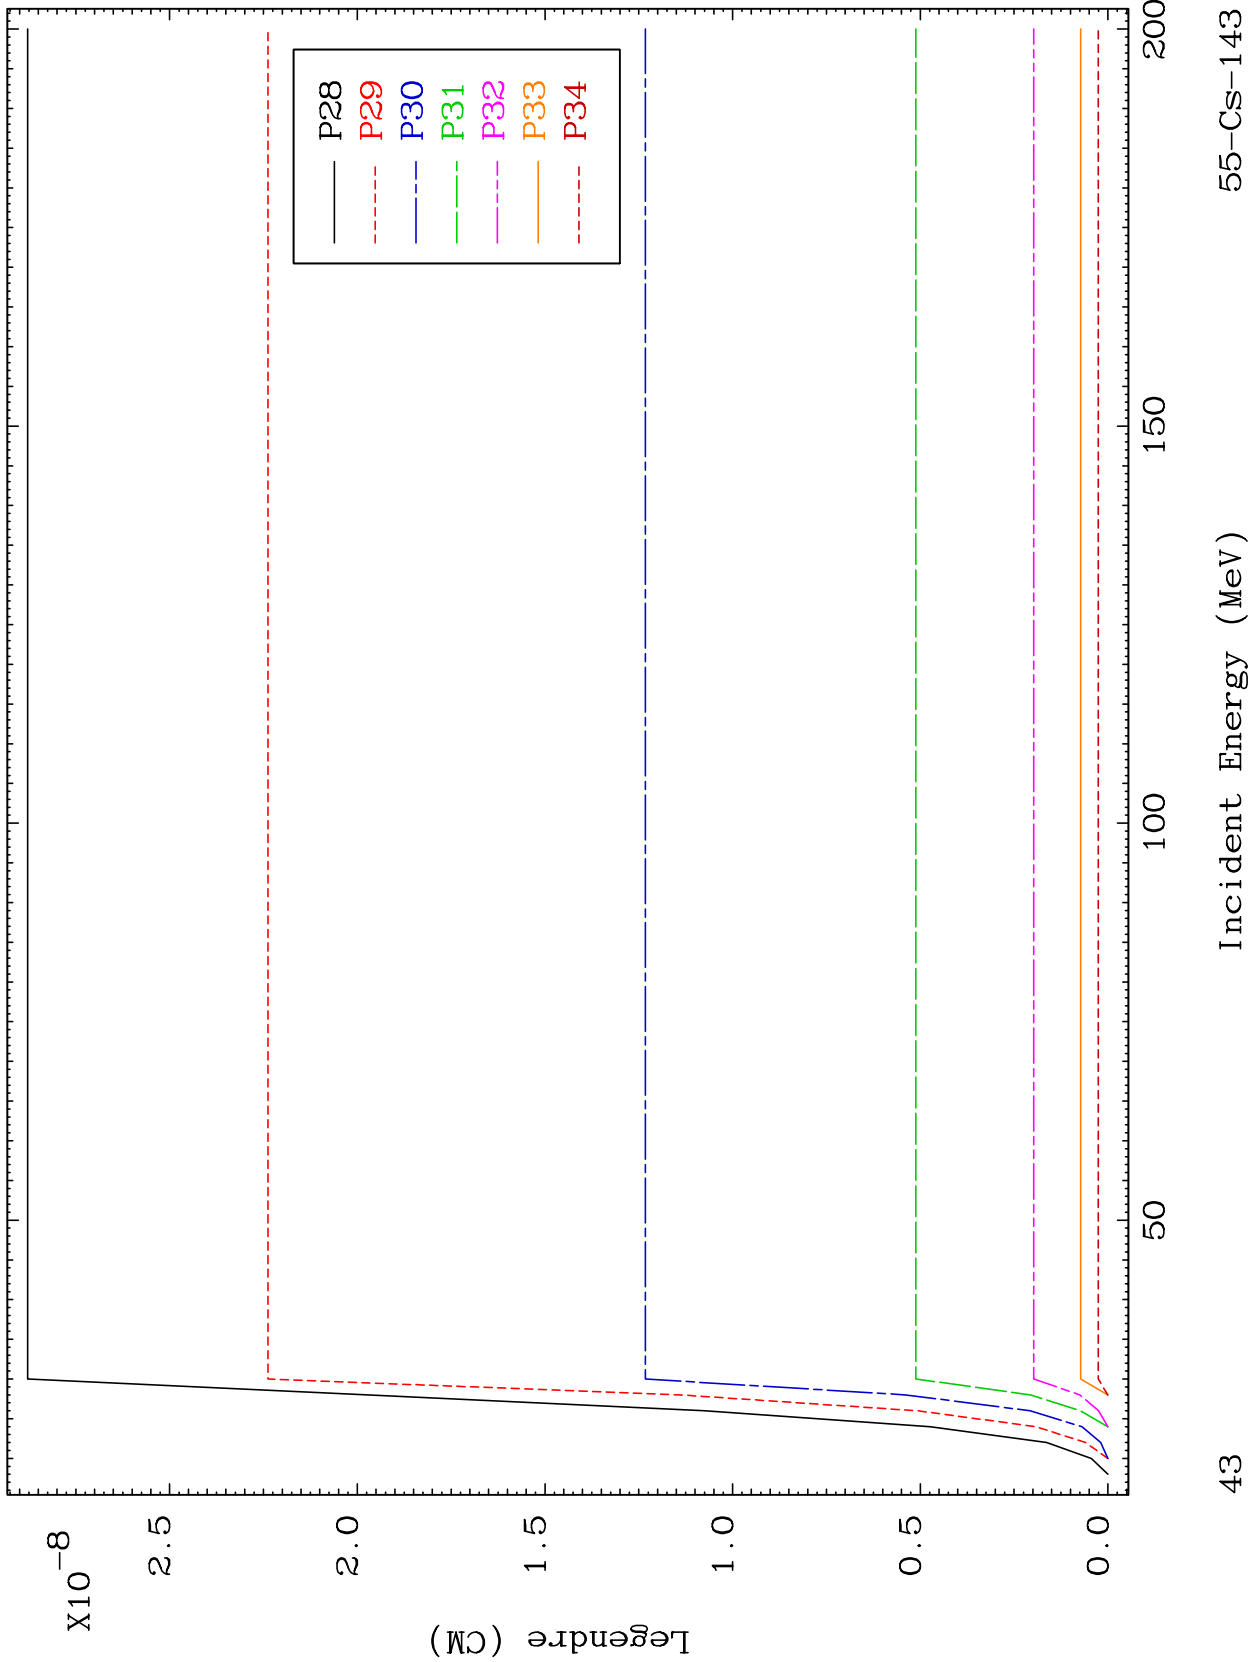 X10-8
2.5
2.0
1.5
1.0
0.5
0.0
Legendre (CM)
P28
P29
P30
P31
P32
P33
P34
50
100
150
200
Incident Energy (MeV)
43
55-Cs-143